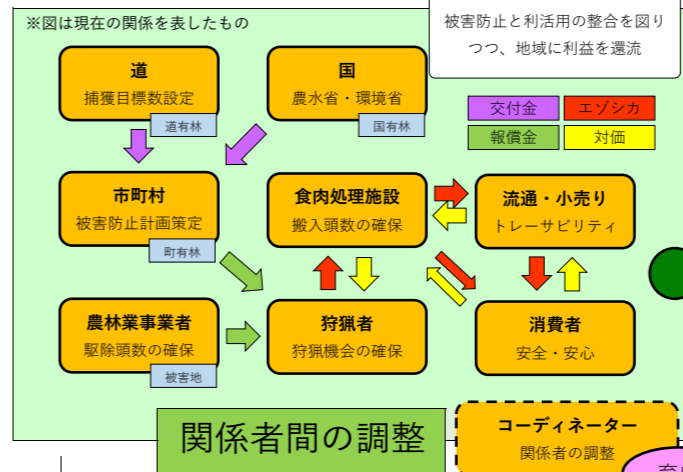 ※図は現在の関係を表したもの
被害防止と利活用の整合を図り
つつ、地域に利益を還流
道
捕獲目標数設定
道有林
国
農水省・環境省
国有林
交付金
エゾシカ
報償金
対価
市町村
被害防止計画策定
町有林
食肉処理施設
搬入頭数の確保
流通・小売り
トレーサビリティ
農林業事業者
駆除頭数の確保
被害地
狩猟者
狩猟機会の確保
消費者
安全・安心
関係者間の調整
コーディネーター
関係者の調整